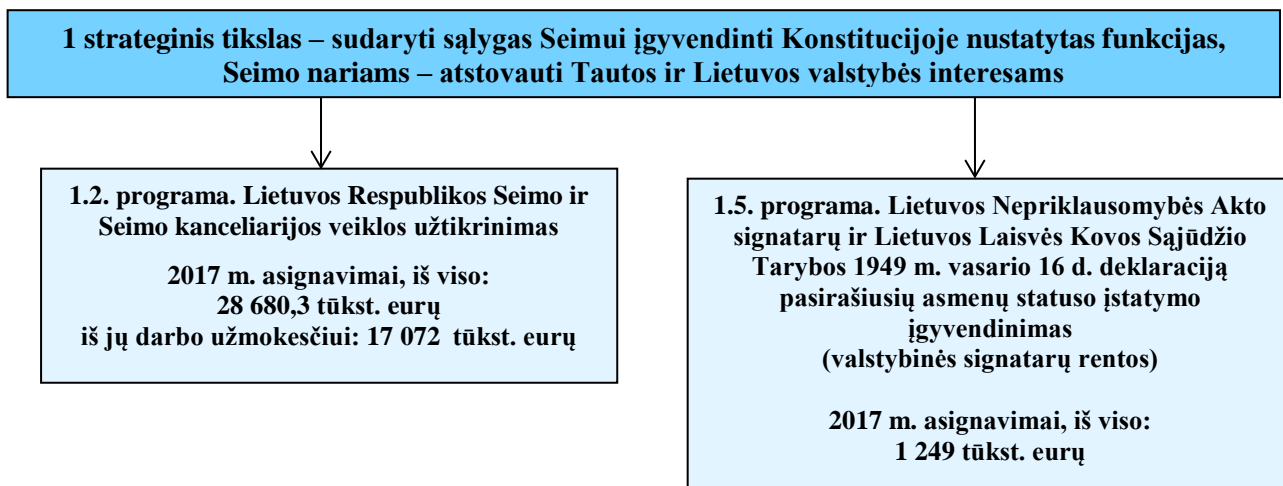 1 strateginis tikslas – sudaryti sąlygas Seimui įgyvendinti Konstitucijoje nustatytas funkcijas,
Seimo nariams – atstovauti Tautos ir Lietuvos valstybės interesams
1.2. programa. Lietuvos Respublikos Seimo ir
Seimo kanceliarijos veiklos užtikrinimas
2017 m. asignavimai, iš viso:
28 680,3 tūkst. eurų
iš jų darbo užmokesčiui: 17 072 tūkst. eurų
1.5. programa. Lietuvos Nepriklausomybės Akto
signatarų ir Lietuvos Laisvės Kovos Sąjūdžio
Tarybos 1949 m. vasario 16 d. deklaraciją
pasirašiusių asmenų statuso įstatymo
įgyvendinimas
(valstybinės signatarų rentos)
2017 m. asignavimai, iš viso:
1 249 tūkst. eurų